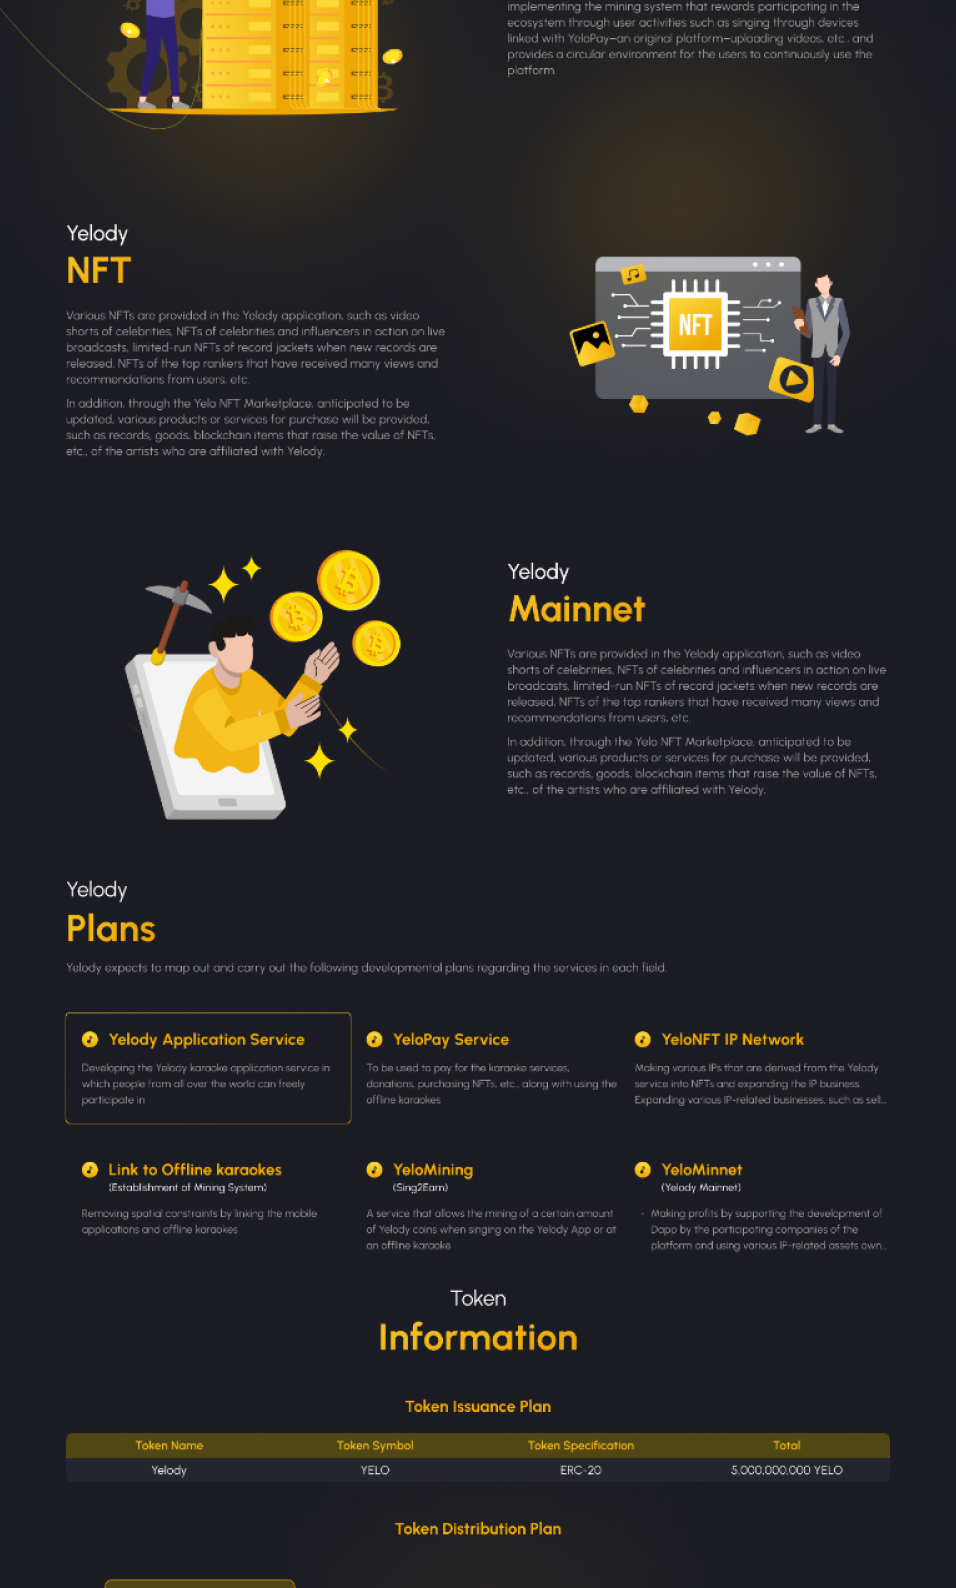 implementing the mining system that rewards participating in the
ecosystem through user activities such as singing through devices
linked with YeloPay–an original platform–uploading videos, etc., and
provides a circular environment for the users to continuously use the
platform.
Yelody
NFT
Various NFTs are provided in the Yelody application, such as video
shorts of celebrities, NFTs of celebrities and influencers in action on live
broadcasts, limited-run NFTs of record jackets when new records are
released, NFTs of the top rankers that have received many views and
recommendations from users, etc.
In addition, through the Yelo NFT Marketplace, anticipated to be
updated, various products or services for purchase will be provided,
such as records, goods, blockchain items that raise the value of NFTs,
etc., of the artists who are affiliated with Yelody.
NFT
Yelody
Mainnet
Various NFTs are provided in the Yelody application, such as video
shorts of celebrities, NFTs of celebrities and influencers in action on live
broadcasts, limited-run NFTs of record jackets when new records are
released, NFTs of the top rankers that have received many views and
recommendations from users, etc.
In addition, through the Yelo NFT Marketplace, anticipated to be
updated, various products or services for purchase will be provided,
such as records, goods, blockchain items that raise the value of NFTs,
etc., of the artists who are affiliated with Yelody.
Yelody
Plans
Yelody expects to map out and carry out the following developmental plans regarding the services in each field.
Yelody Application Service
Developing the Yelody karaoke application service in
which people from all over the world can freely
participate in
YeloPay Service
To be used to pay for the karaoke services,
donations, purchasing NFTs, etc., along with using the
offline karaokes
YeloNFT IP Network
Making various IPs that are derived from the Yelody
service into NFTs and expanding the IP business.
Expanding various IP-related businesses, such as sell...
Link to Offline karaokes
(Establishment of Mining System)
Removing spatial constraints by linking the mobile
applications and offline karaokes
YeloMining
(Sing2Earn)
A service that allows the mining of a certain amount
of Yelody coins when singing on the Yelody App or at
an offline karaoke
YeloMinnet
(Yelody Mainnet)
· Making profits by supporting the development of
Dapp by the participating companies of the
platform and using various IP-related assets own...
Token
Information
Token Issuance Plan
Token Name Token Symbol Token Specification Total
Yelody YELO ERC-20 5,000,000,000 YELO
Token Distribution Plan